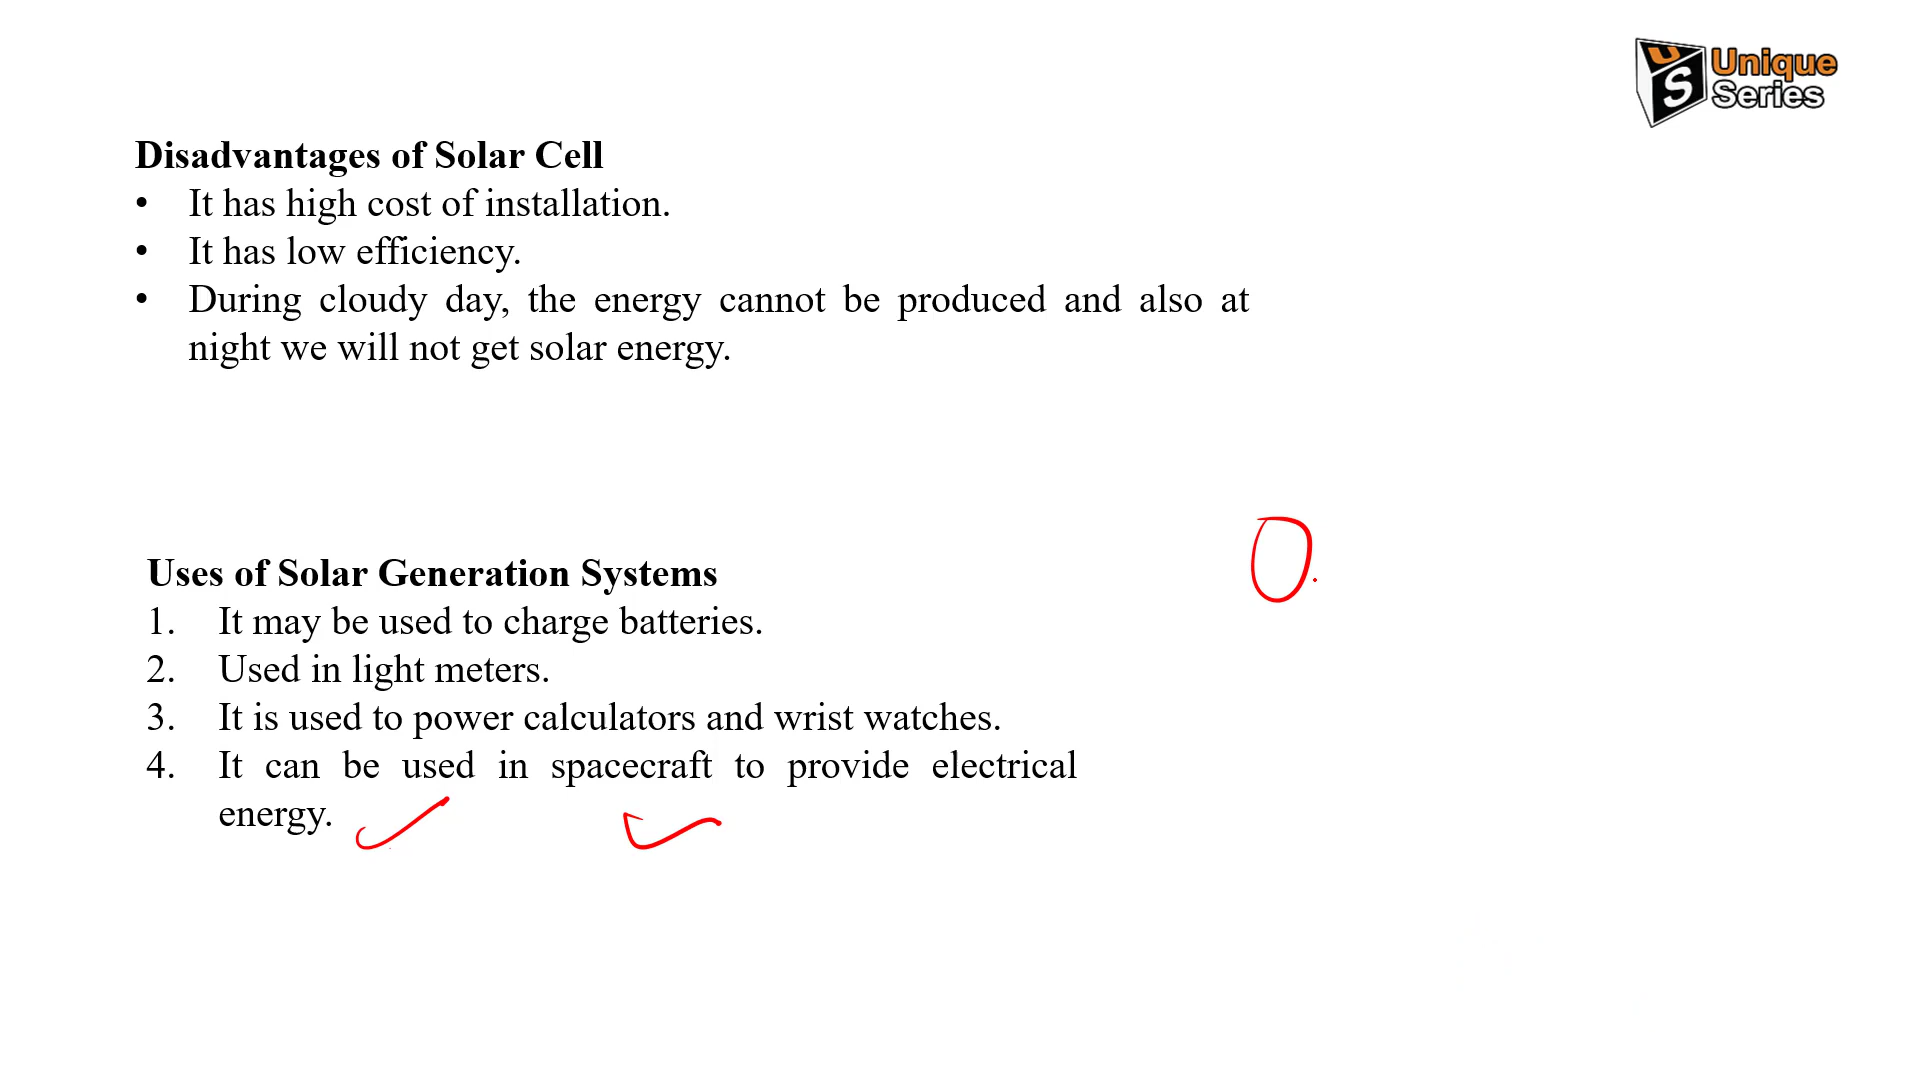 US Unique
Series
Disadvantages of Solar Cell
• It has high cost of installation.
• It has low efficiency.
• During cloudy day, the energy cannot be produced and also at
night we will not get solar energy.
Uses of Solar Generation Systems
1. It may be used to charge batteries.
2. Used in light meters.
3. It is used to power calculators and wrist watches.
4. It can be used in spacecraft to provide electrical
energy.